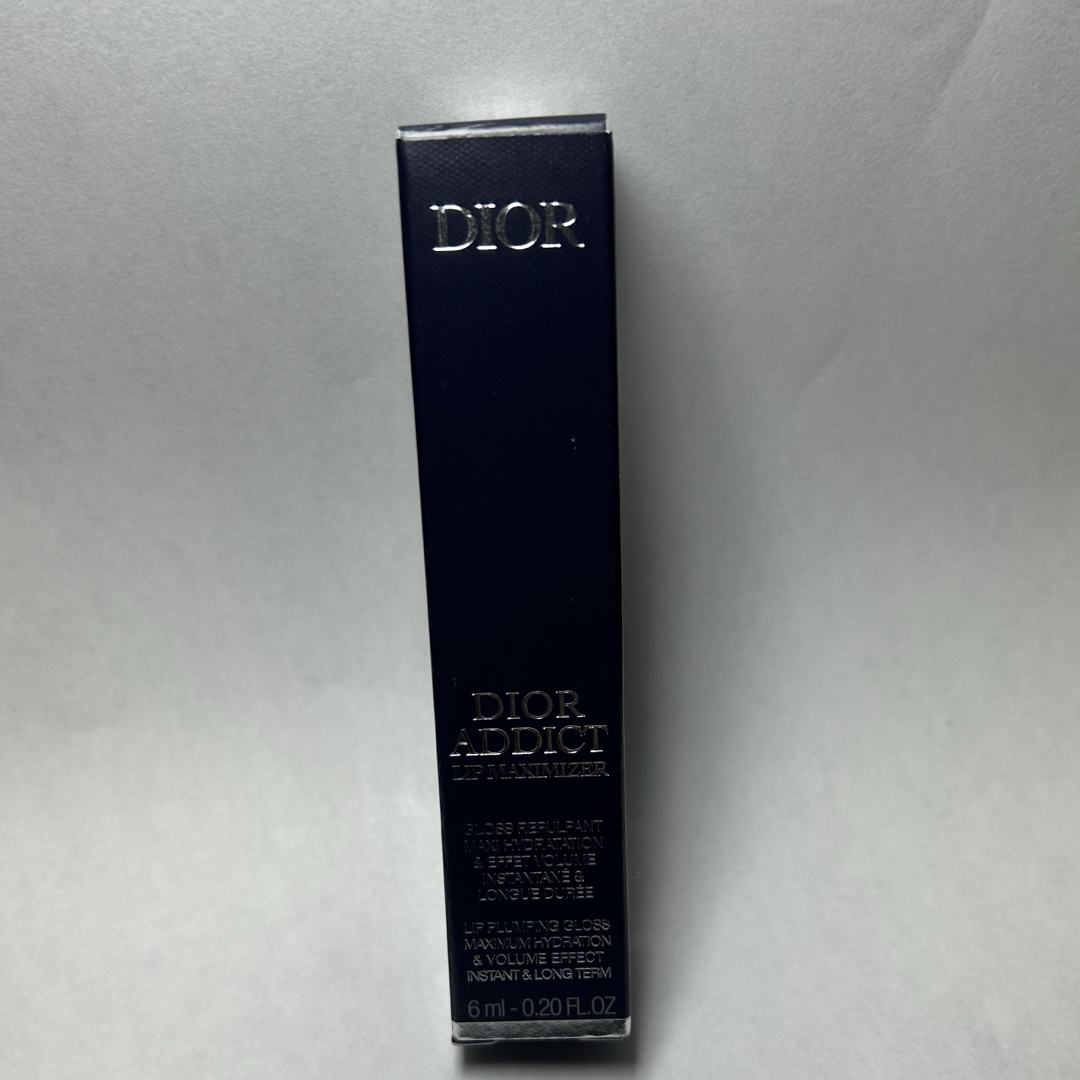 DIOR
DIOR
ADDICT
LIP MAXIMIZER
GLOSS REPULPANT
MAXI HYDRATATION
& EFFET VOLUME
INSTANTANÉ &
LONGUE DURÉE
LIP PLUMPING GLOSS
MAXIMUM HYDRATION
& VOLUME EFFECT
INSTANT & LONG TERM
6 ml - 0.20 FL.OZ